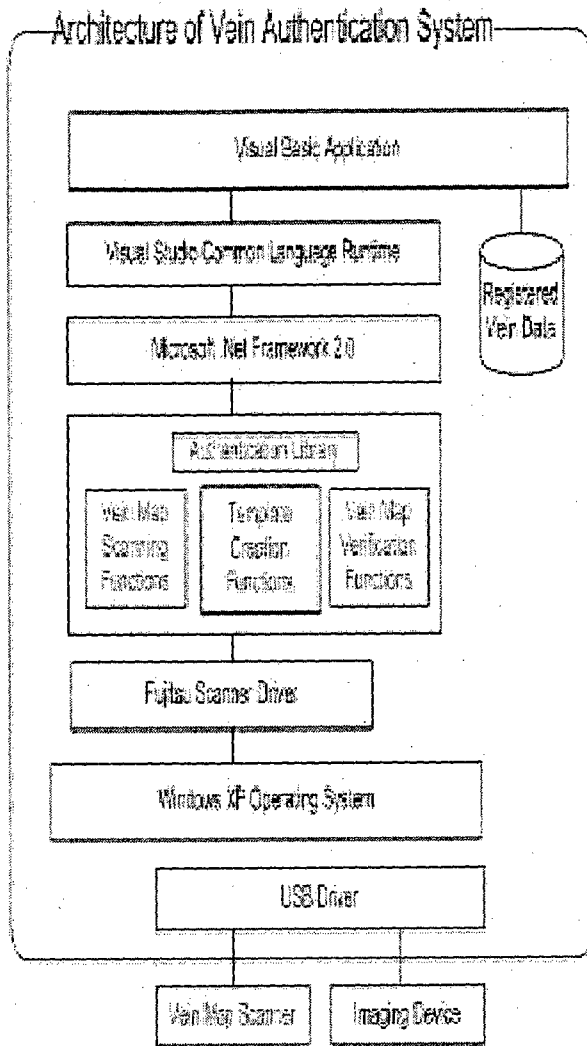 Architecture of Vein Authentication System
Visual Basic Application
Visual Studio Common Language Runtime
Registered
Vein Data
Microsoft .Net Framework 2.0
Authentication Library
Vein Map
Scanning
Functions
Template
Creation
Functions
Vein Map
Verification
Functions
Fujitsu Scanner Driver
Windows XP Operating System
USB Driver
Vein Map Scanner
Imaging Device